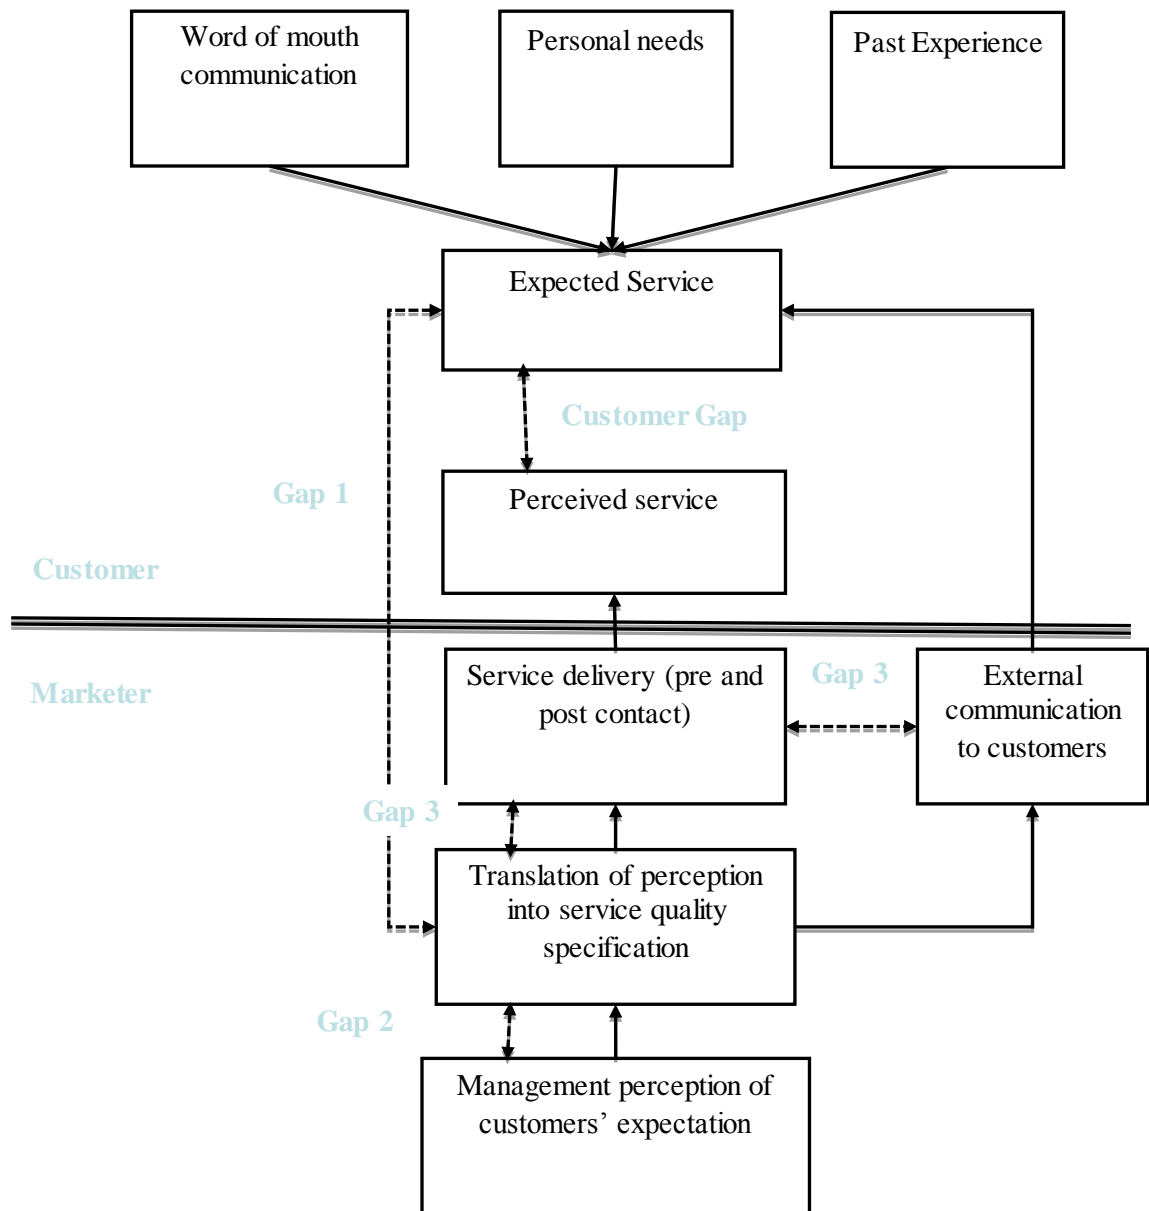 Word of mouth
communication
Personal needs
Past Experience
Expected Service
Customer Gap
Gap 1
Perceived service
Customer
Marketer
Service delivery (pre and
post contact)
Gap 3
External
communication
to customers
Gap 3
Translation of perception
into service quality
specification
Gap 2
Management perception of
customers’ expectation